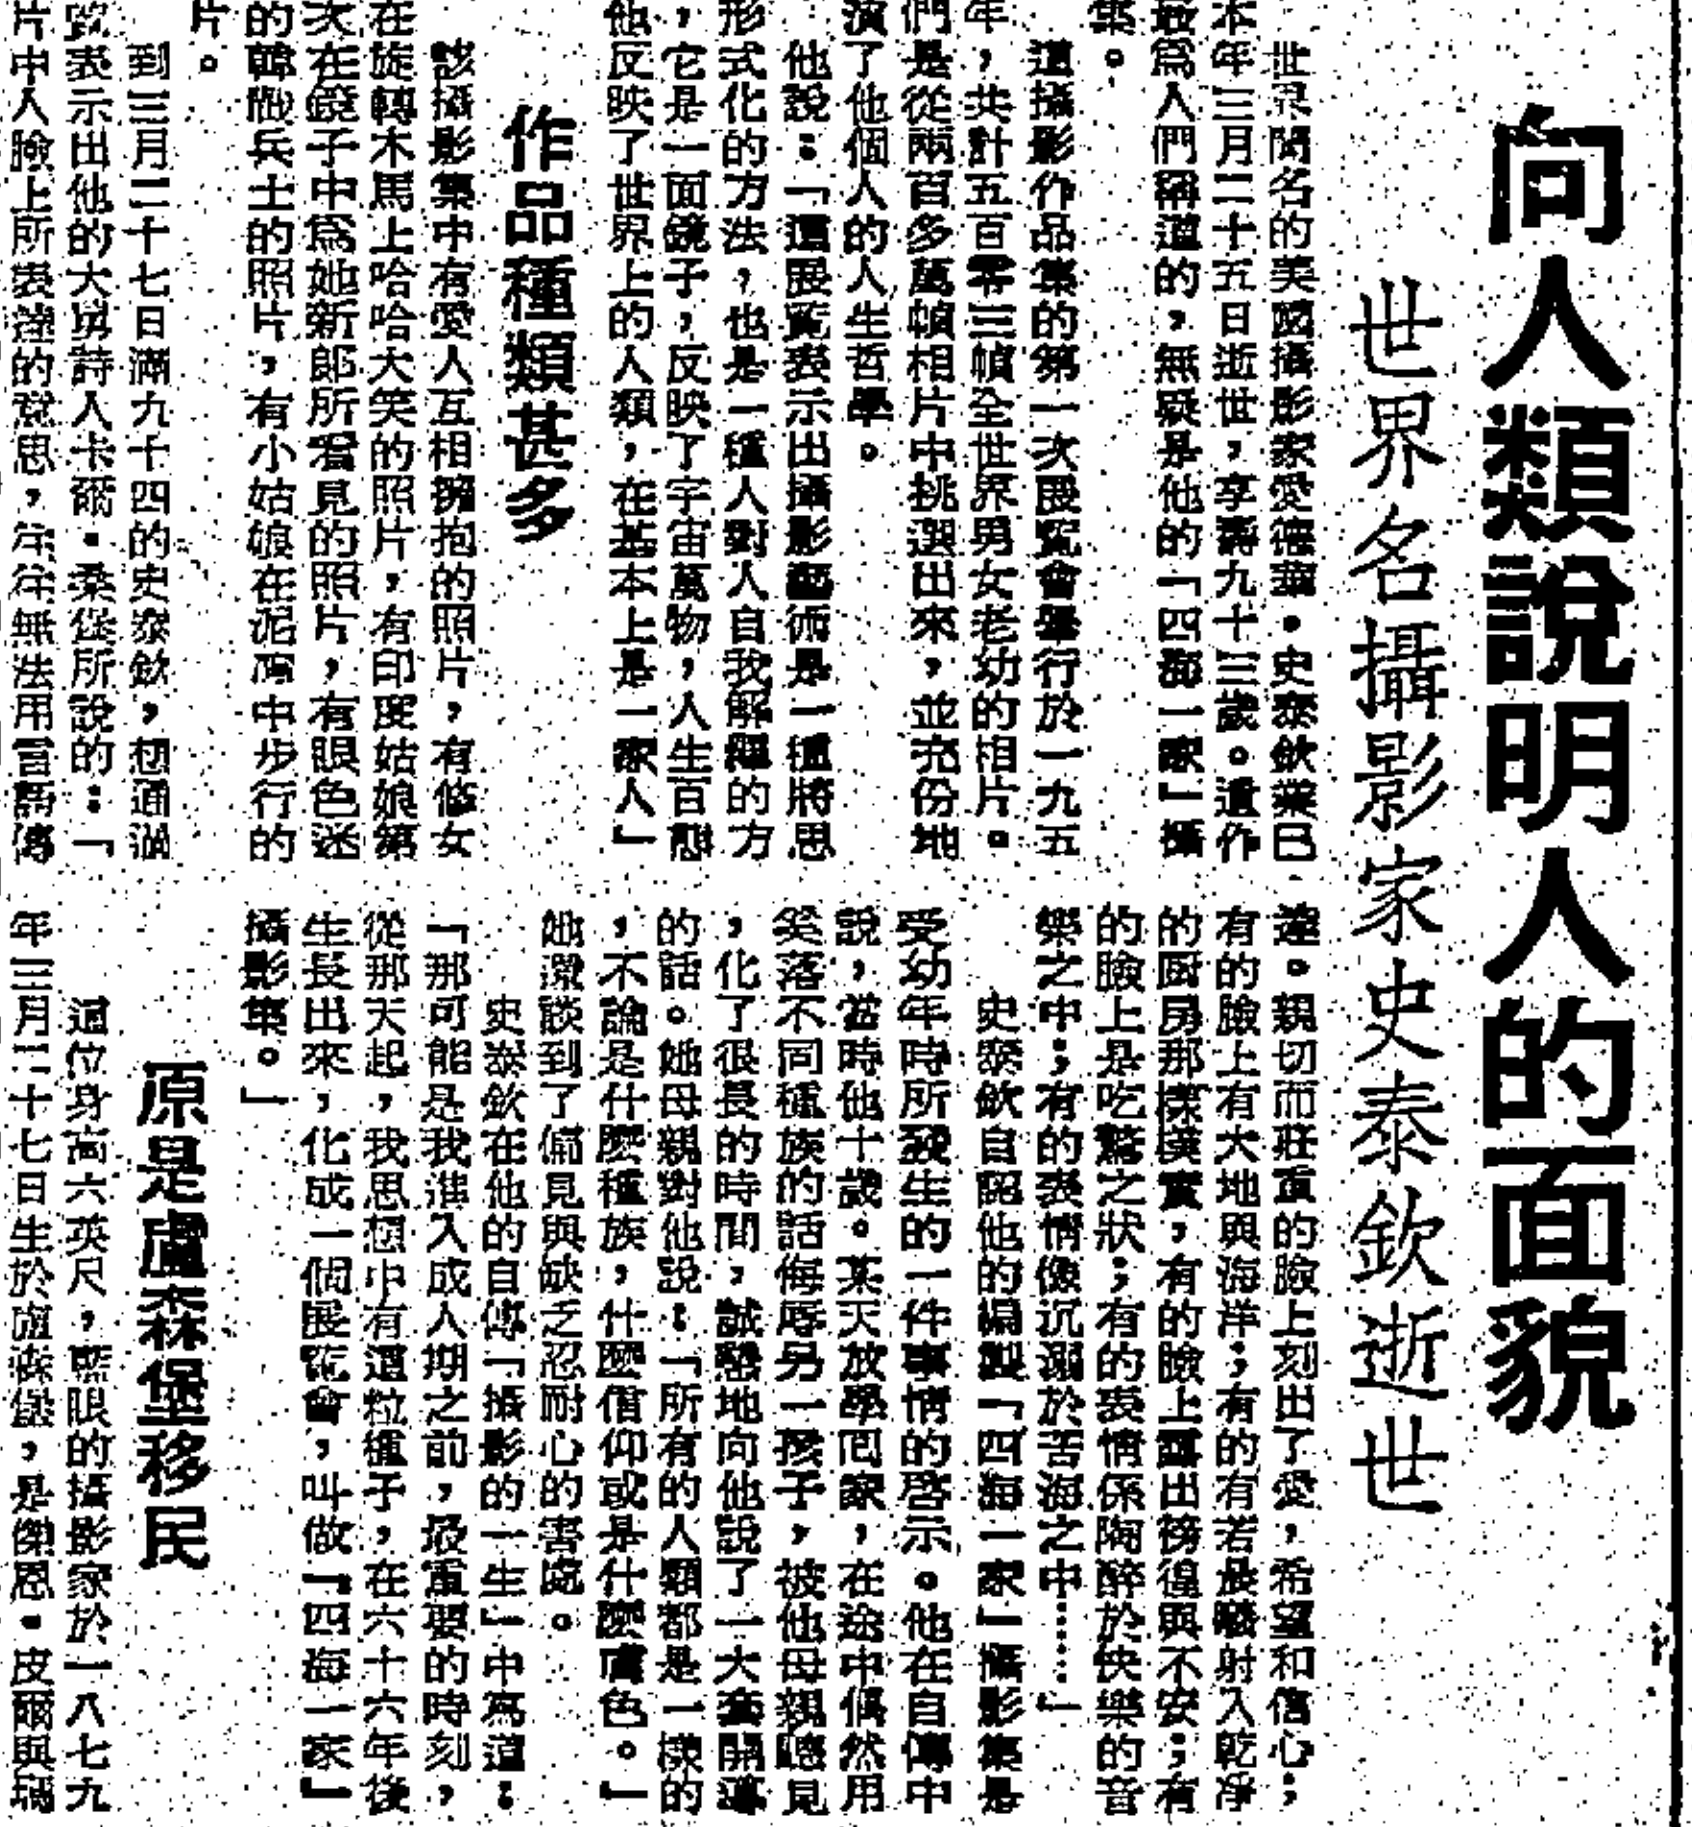 向人類說明人的面貌
世界名攝影家史泰欽逝世
世界聞名的美國攝影家愛德華·史泰欽業已
本年三月二十五日逝世，享壽九十三歲。遺作
最爲人們稱道的，無疑是他的「四海一家」攝
集。
這攝影作品集的第一次展覽會舉行於一九五
年，共計五百零三幀全世界男女老幼的相片。
們是從兩百多萬幀相片中挑選出來，並充份地
演了他個人的人生哲學。
他說：「這展覽表示出攝影藝術是一種將思
形式化的方法，也是一種人對人自我解釋的方
，它是一面鏡子，反映了宇宙萬物，人生百態
他反映了世界上的人類，在基本上是一家人」
作品種類甚多
該攝影集中有愛人互相擁抱的照片，有修女
在旋轉木馬上哈哈大笑的照片，有印度姑娘第
次在鏡子中爲她新郎所看見的照片，有眼色迷
的韓戰兵士的照片，有小姑娘在泥濘中步行的
片。
到三月二十七日滿九十四的史泰欽，想通過
覽表示出他的大舅詩人卡爾·桑堡所說的：「
片中人臉上所表達的意思，往往無法用言語傳
達。親切而莊重的臉上刻出了愛，希望和信心；
有的臉上有大地與海洋；有的有若晨曦射入乾淨
的厨房那樣樸實，有的臉上露出徬徨與不安；有
的臉上是吃驚之狀；有的表情係陶醉於快樂的音
樂之中；有的表情像沉溺於苦海之中……」
史泰欽自認他的編製「四海一家」攝影集是
受幼年時所發生的一件事情的啓示。他在自傳中
說，當時他十歲。某天放學回家，在途中偶然用
奚落不同種族的話侮辱另一孩子，被他母親聽見
，化了很長的時間，誠懇地向他說了一大套開導
的話。她母親對他說：「所有的人類都是一樣的
，不論是什麼種族，什麼信仰或是什麼膚色。」
她還談到了偏見與缺乏忍耐心的害處。
史泰欽在他的自傳「攝影的一生」中寫道：
「那可能是我進入成人期之前，最重要的時刻，
從那天起，我思想中有這粒種子，在六十六年後
生長出來，化成一個展覽會，叫做『四海一家』
攝影集。」
原是盧森堡移民
這位身高六英尺，藍眼的攝影家於一八七九
年三月二十七日生於盧森堡，是傑恩·皮爾與瑪